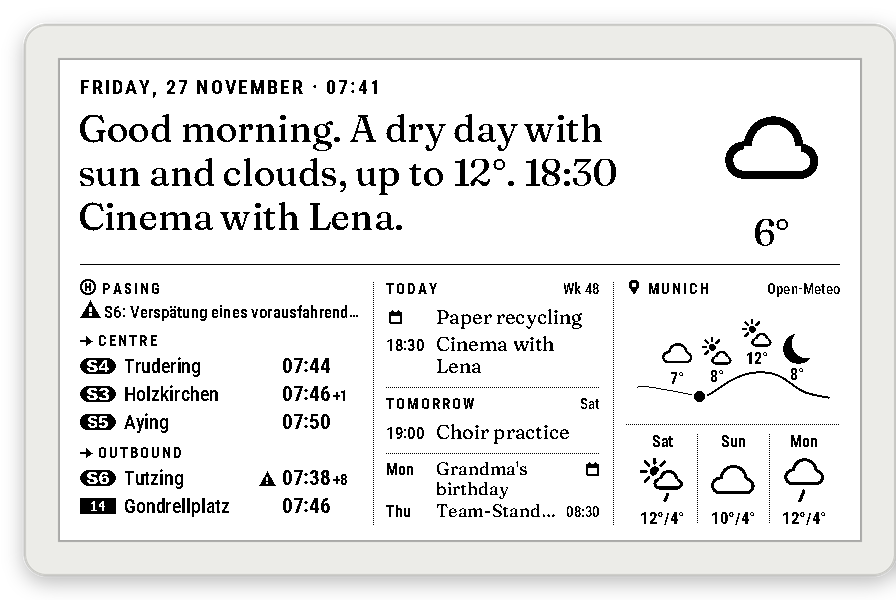 FRIDAY, 27 NOVEMBER · 07:41
Good morning. A dry day with
sun and clouds, up to 12°. 18:30
Cinema with Lena.
6°
H PASING
S6: Verspätung eines vorausfahrend…
→ CENTRE
S4 Trudering 07:44
S3 Holzkirchen 07:46 +1
S5 Aying 07:50
→ OUTBOUND
S6 Tutzing 07:38 +8
14 Gondrellplatz 07:46
TODAY Wk 48
Paper recycling
18:30 Cinema with
Lena
TOMORROW Sat
19:00 Choir practice
Mon Grandma's
birthday
Thu Team-Stand… 08:30
MUNICH Open-Meteo
7° 8° 12° 8°
Sat Sun Mon
12°/4° 10°/4° 12°/4°